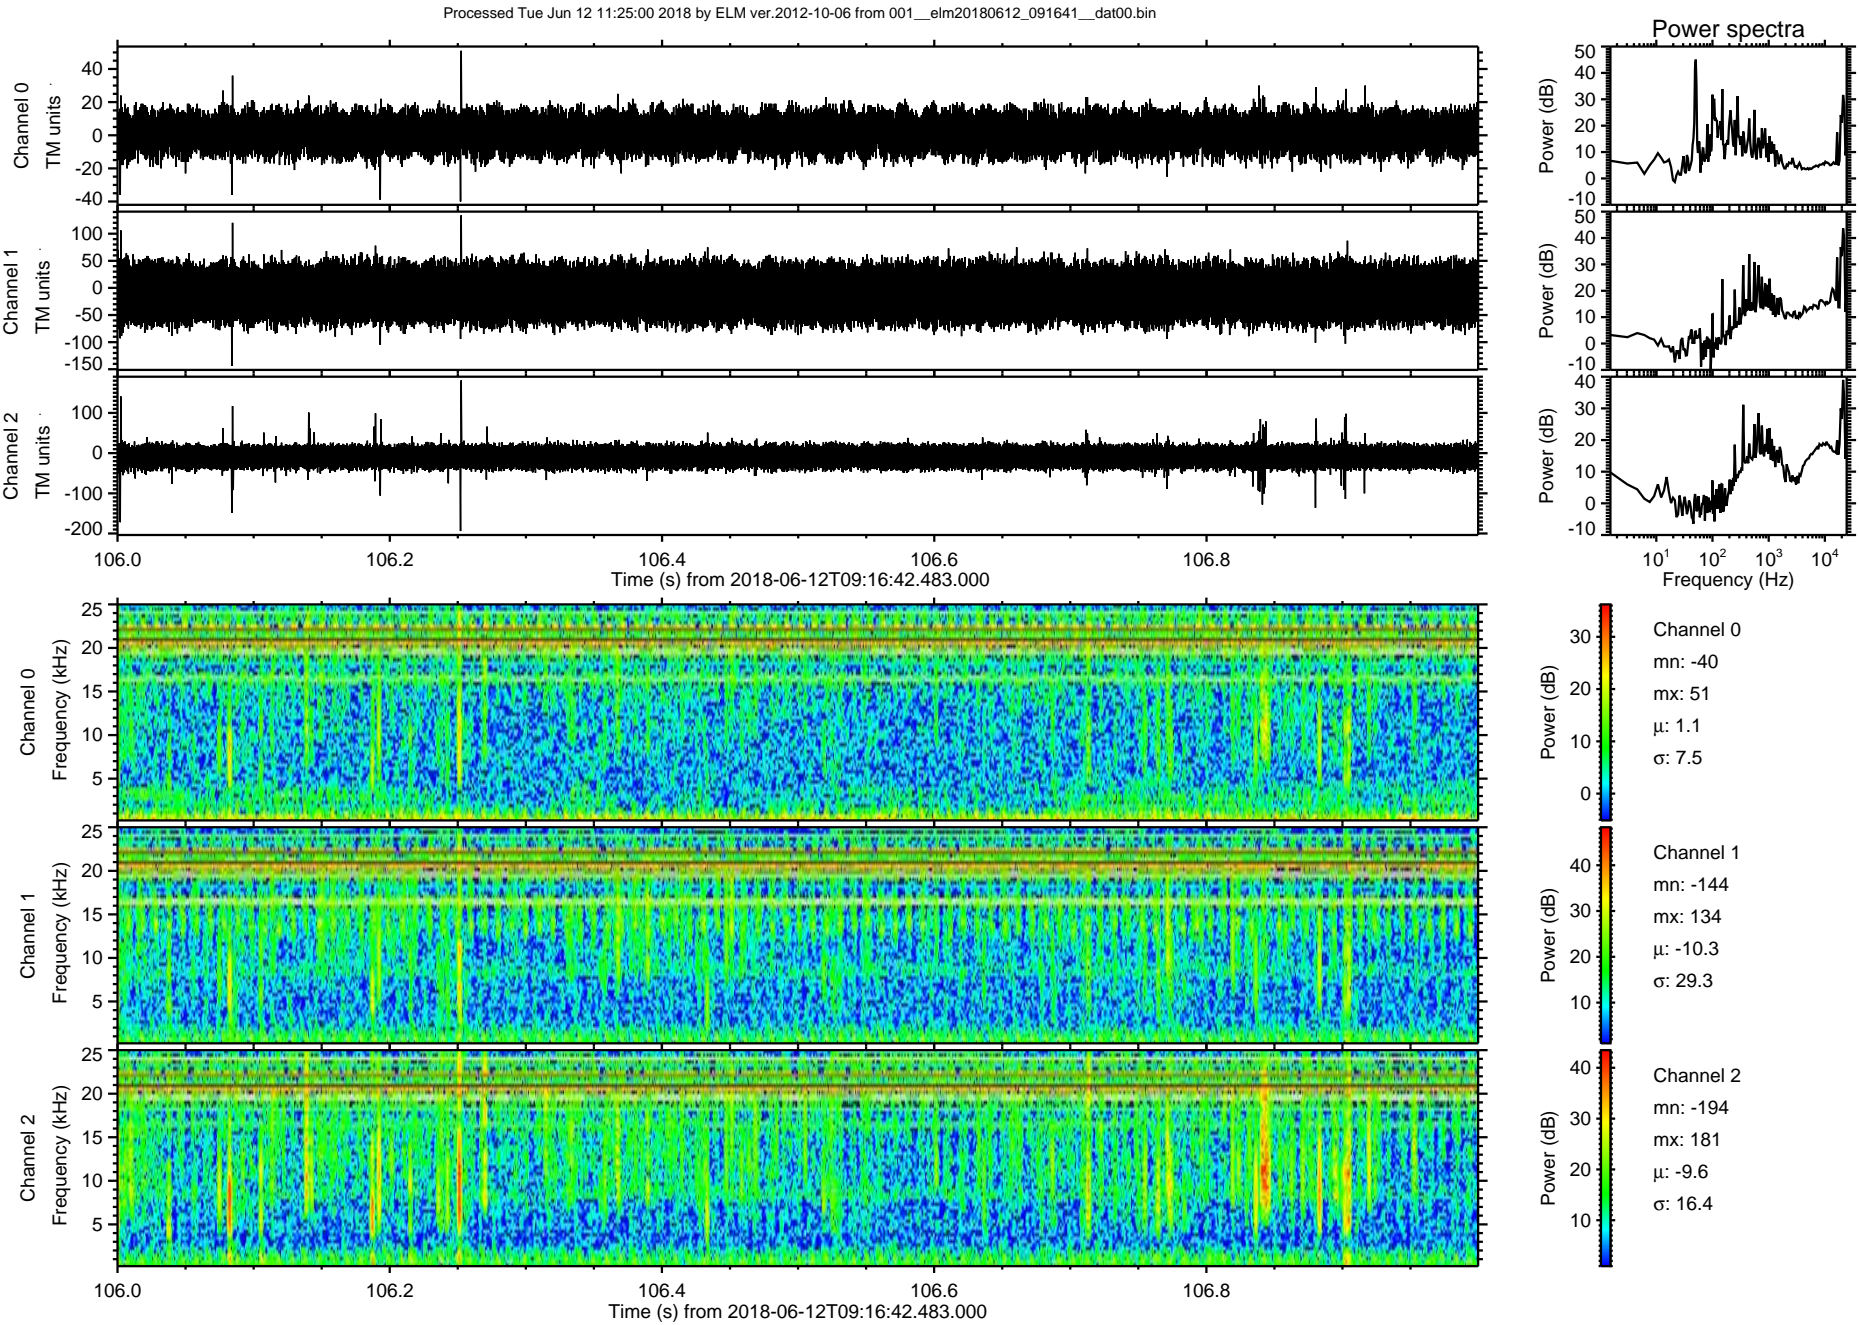 Processed Tue Jun 12 11:25:00 2018 by ELM ver.2012-10-06 from 001__elm20180612_091641__dat00.bin
Power spectra
Channel 0
TM units
40
20
0
-20
-40
Power (dB)
50
40
30
20
10
0
-10
Channel 1
TM units
100
50
0
-50
-100
-150
Power (dB)
50
40
30
20
10
0
-10
Channel 2
TM units
100
0
-100
-200
Power (dB)
40
30
20
10
0
-10
106.0 106.2 106.4 106.6 106.8
Time (s) from 2018-06-12T09:16:42.483.000
10^1 10^2 10^3 10^4
Frequency (Hz)
Channel 0
Frequency (kHz)
25
20
15
10
5
Power (dB)
30
20
10
0
Channel 0
mn: -40
mx: 51
μ: 1.1
σ: 7.5
Channel 1
Frequency (kHz)
25
20
15
10
5
Power (dB)
40
30
20
10
Channel 1
mn: -144
mx: 134
μ: -10.3
σ: 29.3
Channel 2
Frequency (kHz)
25
20
15
10
5
Power (dB)
40
30
20
10
Channel 2
mn: -194
mx: 181
μ: -9.6
σ: 16.4
106.0 106.2 106.4 106.6 106.8
Time (s) from 2018-06-12T09:16:42.483.000